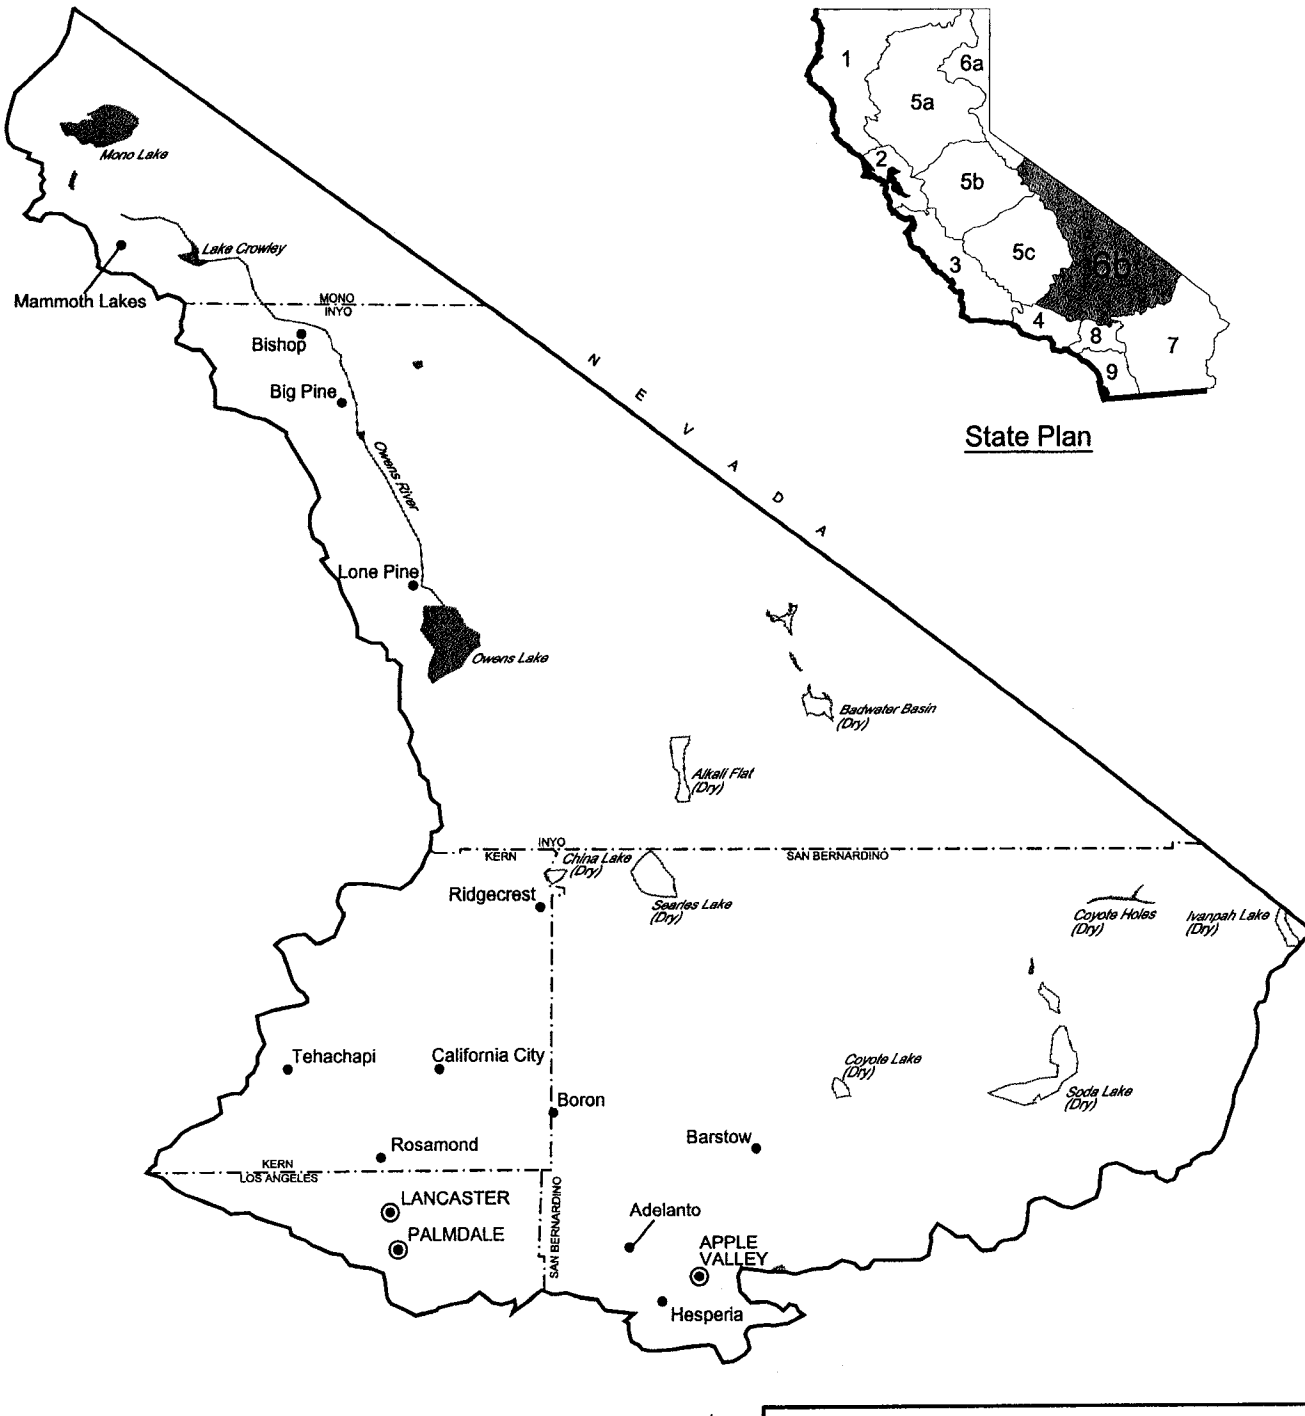 1
6a
5a
2
5b
5c
6b
3
4
8
7
9
State Plan
Mono Lake
Lake Crowley
Mammoth Lakes
MONO
INYO
Bishop
Big Pine
Owens River
NEVADA
Lone Pine
Owens Lake
Badwater Basin
(Dry)
Alkali Flat
(Dry)
INYO
KERN
SAN BERNARDINO
China Lake
(Dry)
Ridgecrest
Searles Lake
(Dry)
Coyote Holes
(Dry)
Ivanpah Lake
(Dry)
Tehachapi
California City
Coyote Lake
(Dry)
Soda Lake
(Dry)
Boron
Barstow
Rosamond
KERN
LOS ANGELES
SAN BERNARDINO
LANCASTER
PALMDALE
Adelanto
APPLE
VALLEY
Hesperia